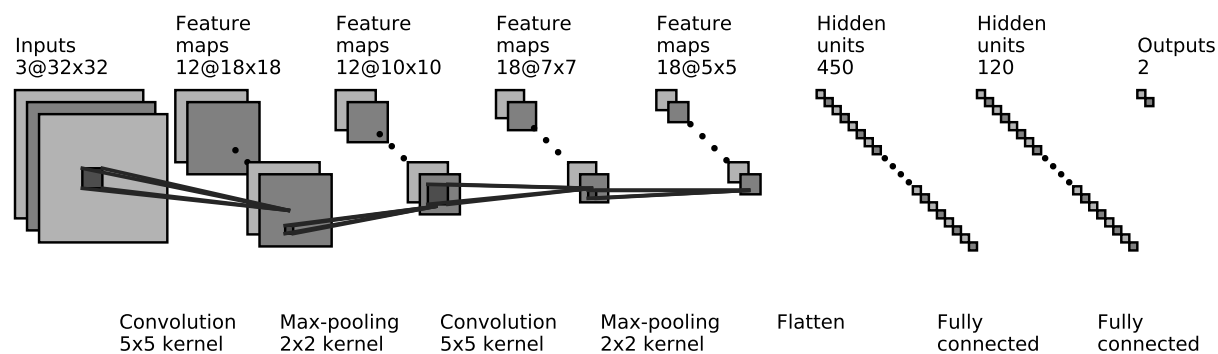 Inputs
3@32x32
Feature
maps
12@18x18
Feature
maps
12@10x10
Feature
maps
18@7x7
Feature
maps
18@5x5
Hidden
units
450
Hidden
units
120
Outputs
2
Convolution
5x5 kernel
Max-pooling
2x2 kernel
Convolution
5x5 kernel
Max-pooling
2x2 kernel
Flatten
Fully
connected
Fully
connected